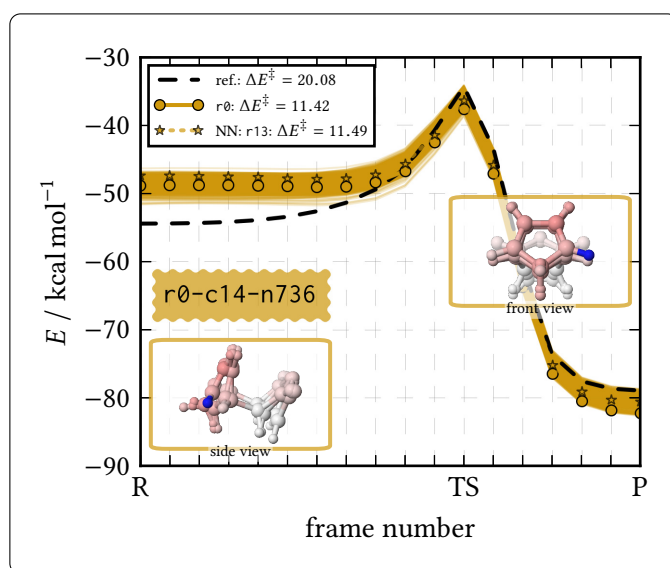 −30
−40
−50
−60
−70
−80
−90
E / kcal mol⁻¹
ref.: ΔE‡ = 20.08
r0: ΔE‡ = 11.42
NN: r13: ΔE‡ = 11.49
front view
r0-c14-n736
side view
R TS P
frame number